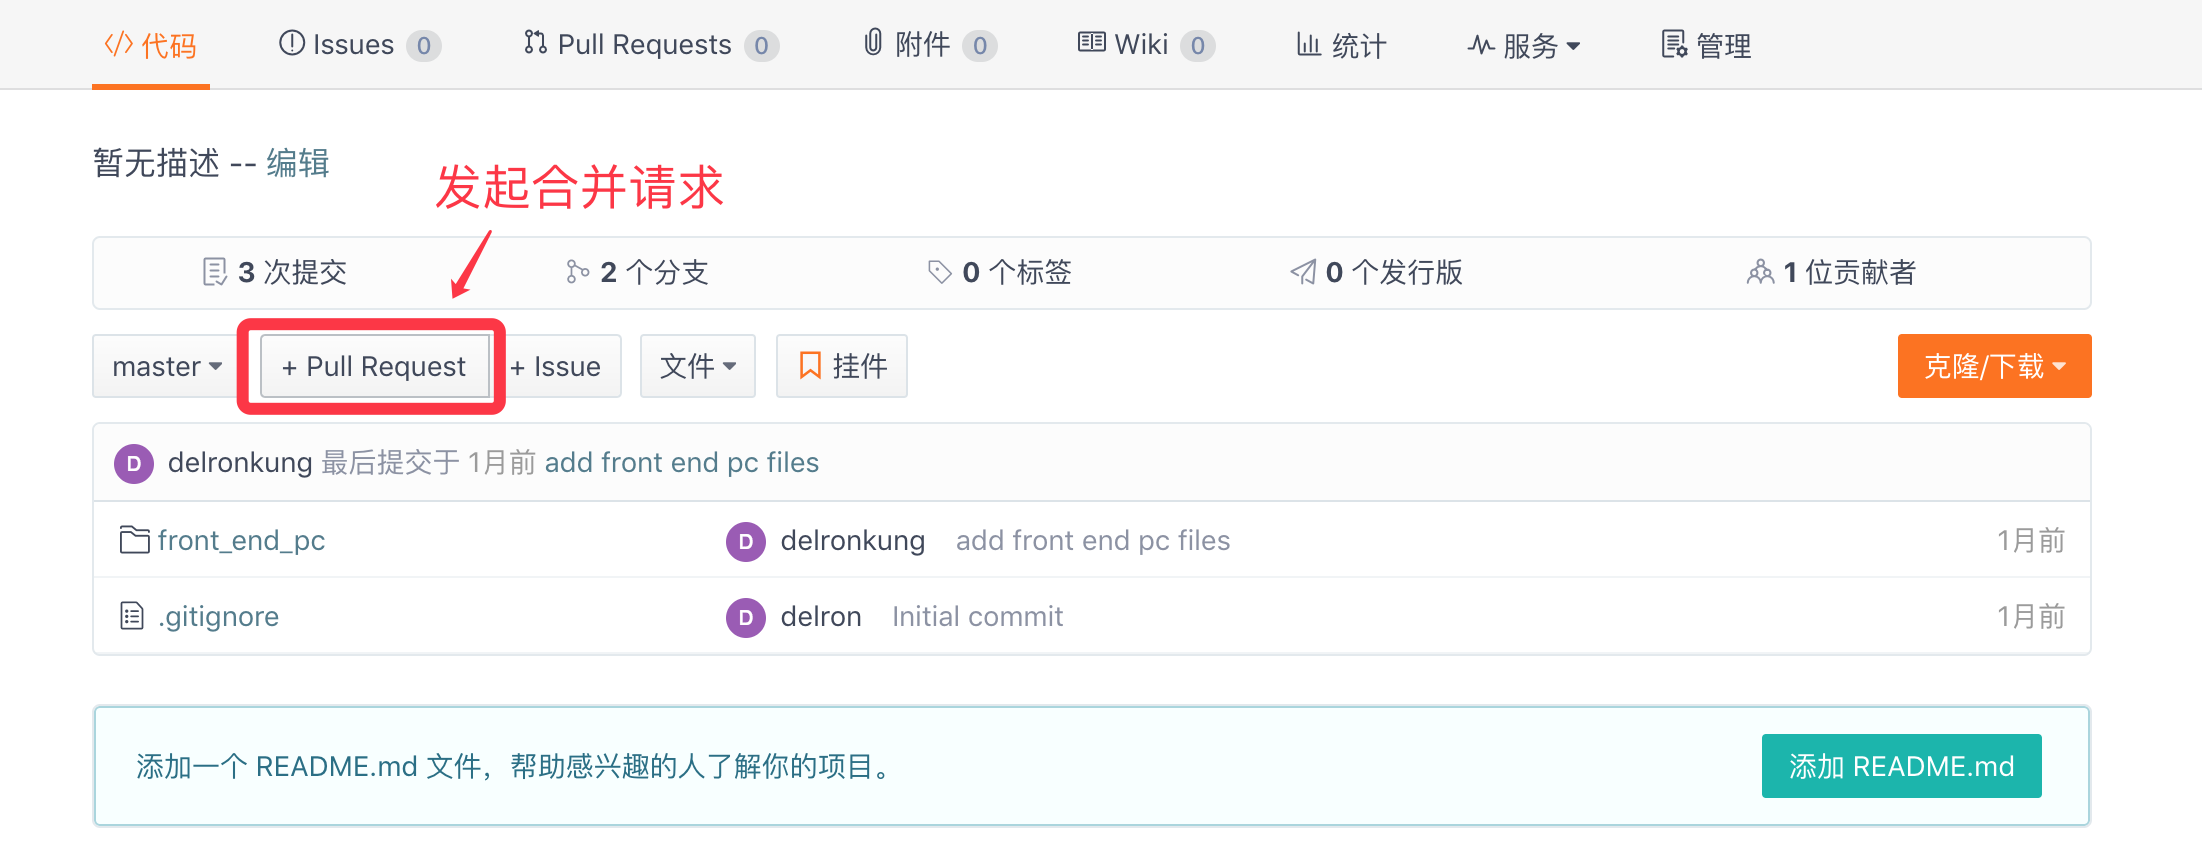 代码 Issues 0 Pull Requests 0 附件 0 Wiki 0 统计 服务 管理
暂无描述 -- 编辑
发起合并请求
3 次提交 2 个分支 0 个标签 0 个发行版 1 位贡献者
master + Pull Request + Issue 文件 挂件 克隆/下载
D delronkung 最后提交于 1月前 add front end pc files
front_end_pc D delronkung add front end pc files 1月前
.gitignore D delron Initial commit 1月前
添加一个 README.md 文件，帮助感兴趣的人了解你的项目。 添加 README.md